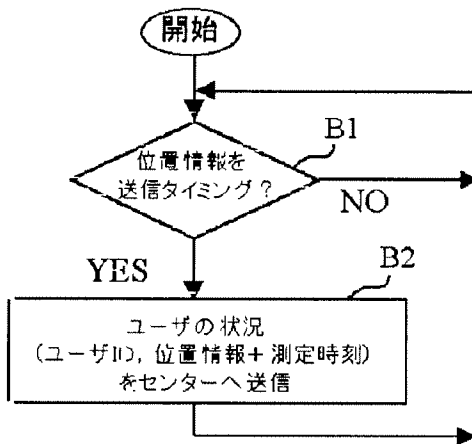 開始
B1
位置情報を
送信タイミング?
NO
YES
B2
ユーザの状況
(ユーザID, 位置情報+測定時刻)
をセンターへ送信